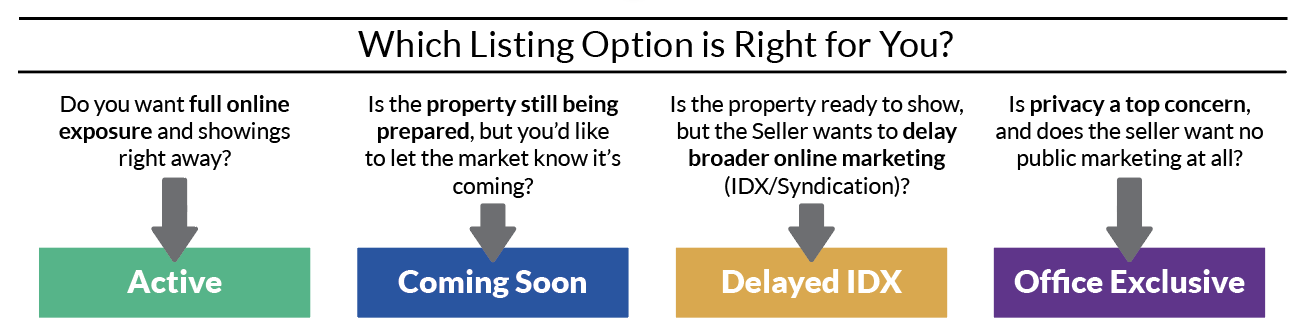 Which Listing Option is Right for You?
Do you want full online
exposure and showings
right away?
Active
Is the property still being
prepared, but you’d like
to let the market know it’s
coming?
Coming Soon
Is the property ready to show,
but the Seller wants to delay
broader online marketing
(IDX/Syndication)?
Delayed IDX
Is privacy a top concern,
and does the seller want no
public marketing at all?
Office Exclusive